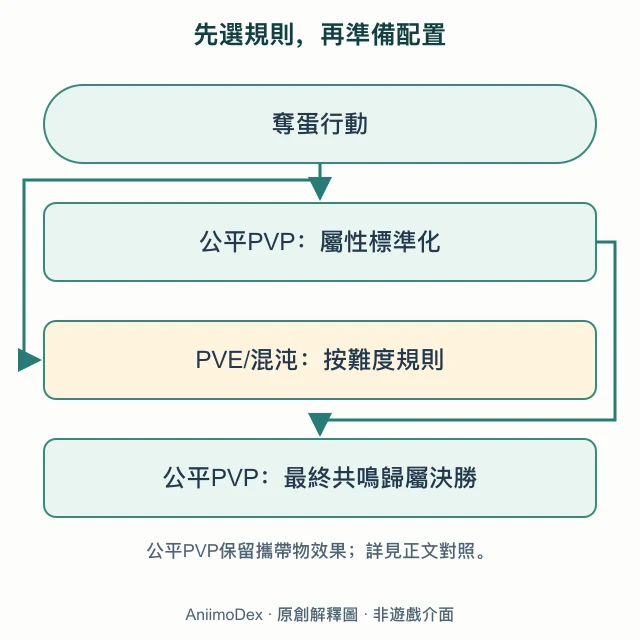 先選規則，再準備配置
奪蛋行動
公平PVP：屬性標準化
PVE/混沌：按難度規則
公平PVP：最終共鳴歸屬決勝
公平PVP保留攜帶物效果；詳見正文對照。
AniimoDex · 原創解釋圖 · 非遊戲介面